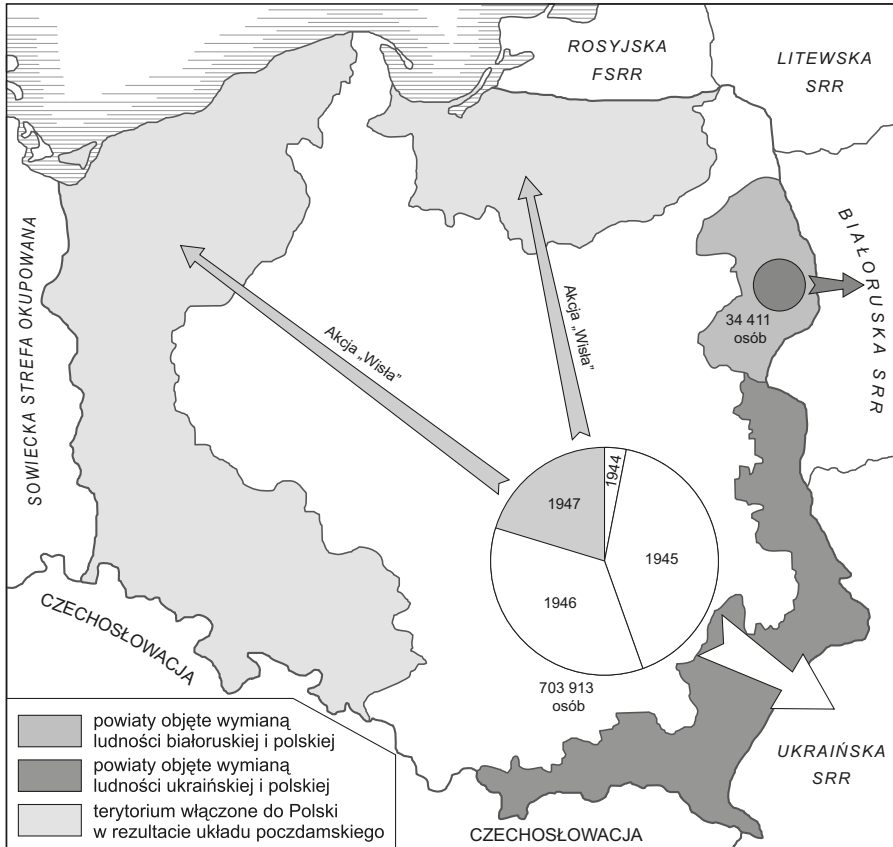 ROSYJSKA
FSRR
LITEWSKA
SRR
SOWIECKA STREFA OKUPOWANA
BIAŁORUSKA SRR
34 411
osób
Akcja „Wisła”
Akcja „Wisła”
1944
1947
1945
1946
703 913
osób
CZECHOSŁOWACJA
UKRAIŃSKA
SRR
CZECHOSŁOWACJA
powiaty objęte wymianą
ludności białoruskiej i polskiej
powiaty objęte wymianą
ludności ukraińskiej i polskiej
terytorium włączone do Polski
w rezultacie układu poczdamskiego